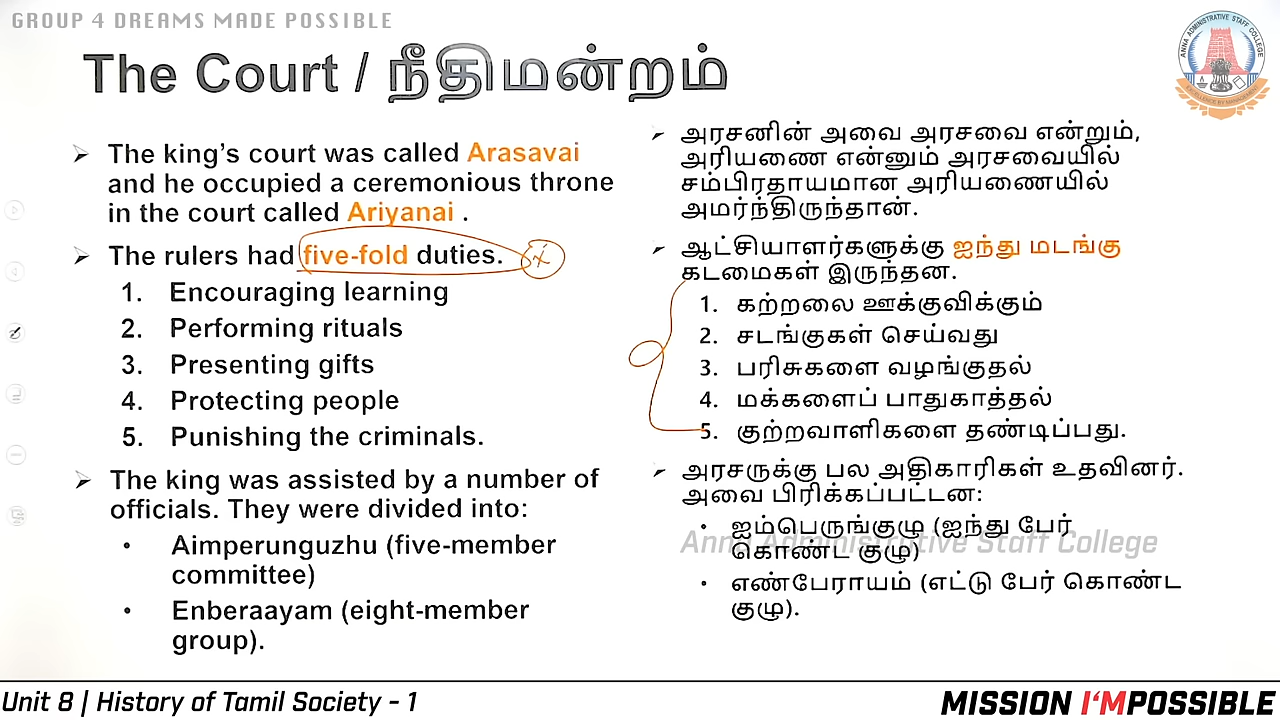 GROUP 4 DREAMS MADE POSSIBLE
ANNA ADMINISTRATIVE STAFF COLLEGE
EXCELLENCE BY MANAGEMENT
The Court / நீதிமன்றம்
The king's court was called Arasavai
and he occupied a ceremonious throne
in the court called Ariyanai .
The rulers had five-fold duties.
1. Encouraging learning
2. Performing rituals
3. Presenting gifts
4. Protecting people
5. Punishing the criminals.
The king was assisted by a number of
officials. They were divided into:
• Aimperunguzhu (five-member
committee)
• Enberaayam (eight-member
group).
அரசனின் அவை அரசவை என்றும்,
அரியணை என்னும் அரசவையில்
சம்பிரதாயமான அரியணையில்
அமர்ந்திருந்தான்.
ஆட்சியாளர்களுக்கு ஐந்து மடங்கு
கடமைகள் இருந்தன.
1. கற்றலை ஊக்குவிக்கும்
2. சடங்குகள் செய்வது
3. பரிசுகளை வழங்குதல்
4. மக்களைப் பாதுகாத்தல்
5. குற்றவாளிகளை தண்டிப்பது.
அரசருக்கு பல அதிகாரிகள் உதவினர்.
அவை பிரிக்கப்பட்டன:
• ஐம்பெருங்குழு (ஐந்து பேர்
கொண்ட குழு)
• எண்பேராயம் (எட்டு பேர் கொண்ட
குழு).
Anna Administrative Staff College
Unit 8 | History of Tamil Society - 1
MISSION I'MPOSSIBLE